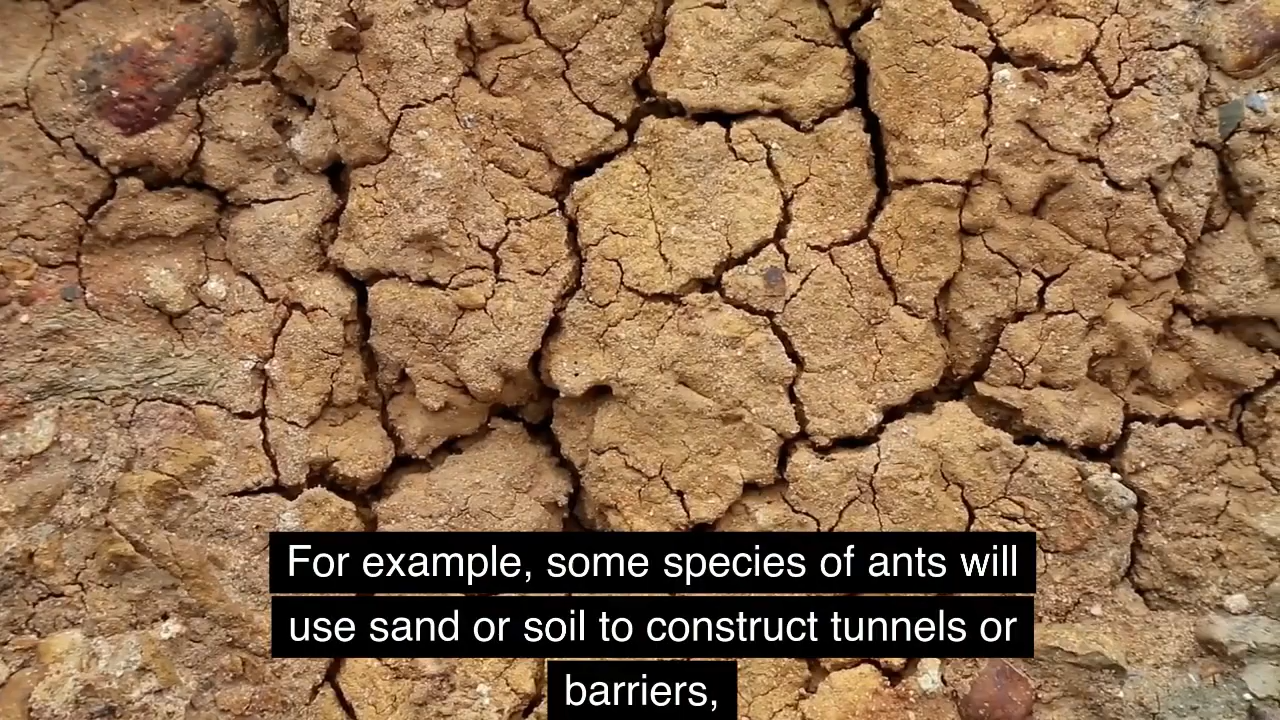 For example, some species of ants will
use sand or soil to construct tunnels or
barriers,